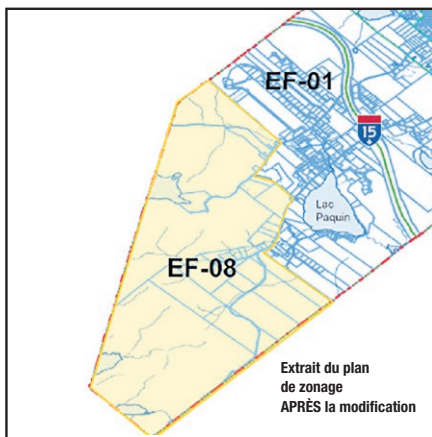 EF-01
15
Lac
Paquin
EF-08
Extrait du plan
de zonage
APRÈS la modification